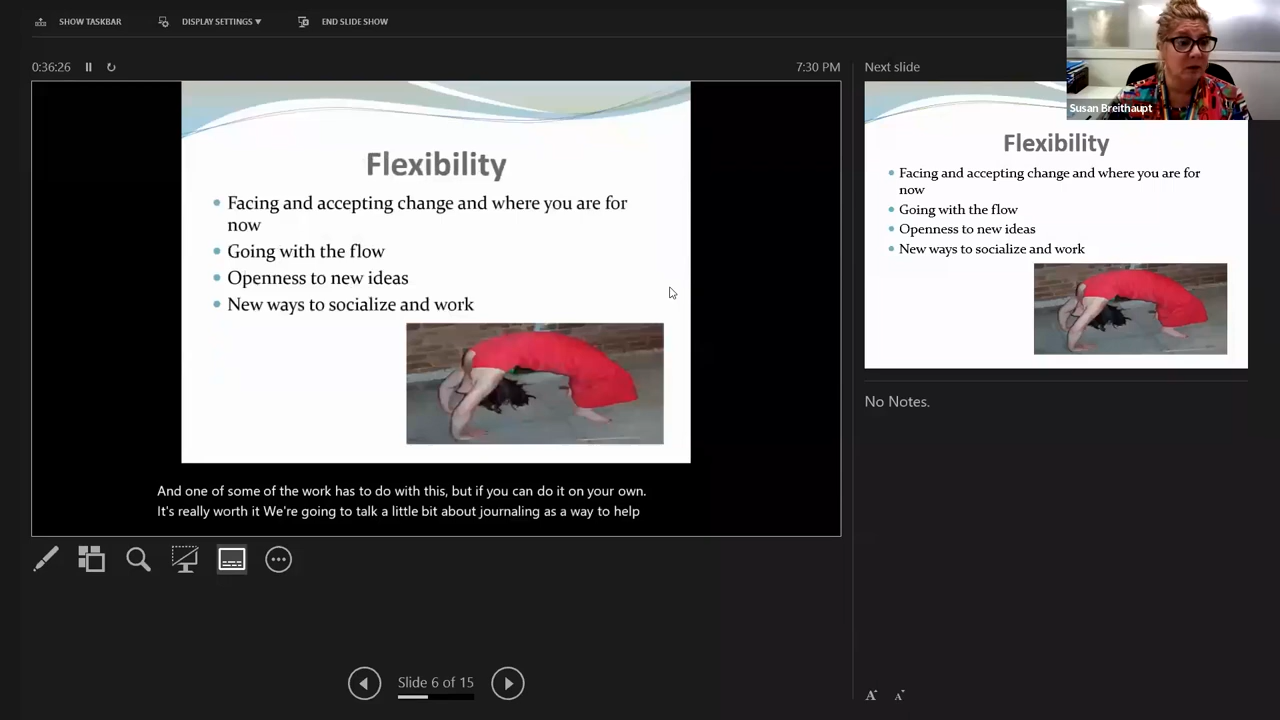 SHOW TASKBAR
DISPLAY SETTINGS ▼
END SLIDE SHOW
0:36:26
7:30 PM
Flexibility
• Facing and accepting change and where you are for
now
• Going with the flow
• Openness to new ideas
• New ways to socialize and work
And one of some of the work has to do with this, but if you can do it on your own.
It's really worth it We're going to talk a little bit about journaling as a way to help
Slide 6 of 15
Next slide
Susan Breithaupt
Flexibility
• Facing and accepting change and where you are for
now
• Going with the flow
• Openness to new ideas
• New ways to socialize and work
No Notes.
A A